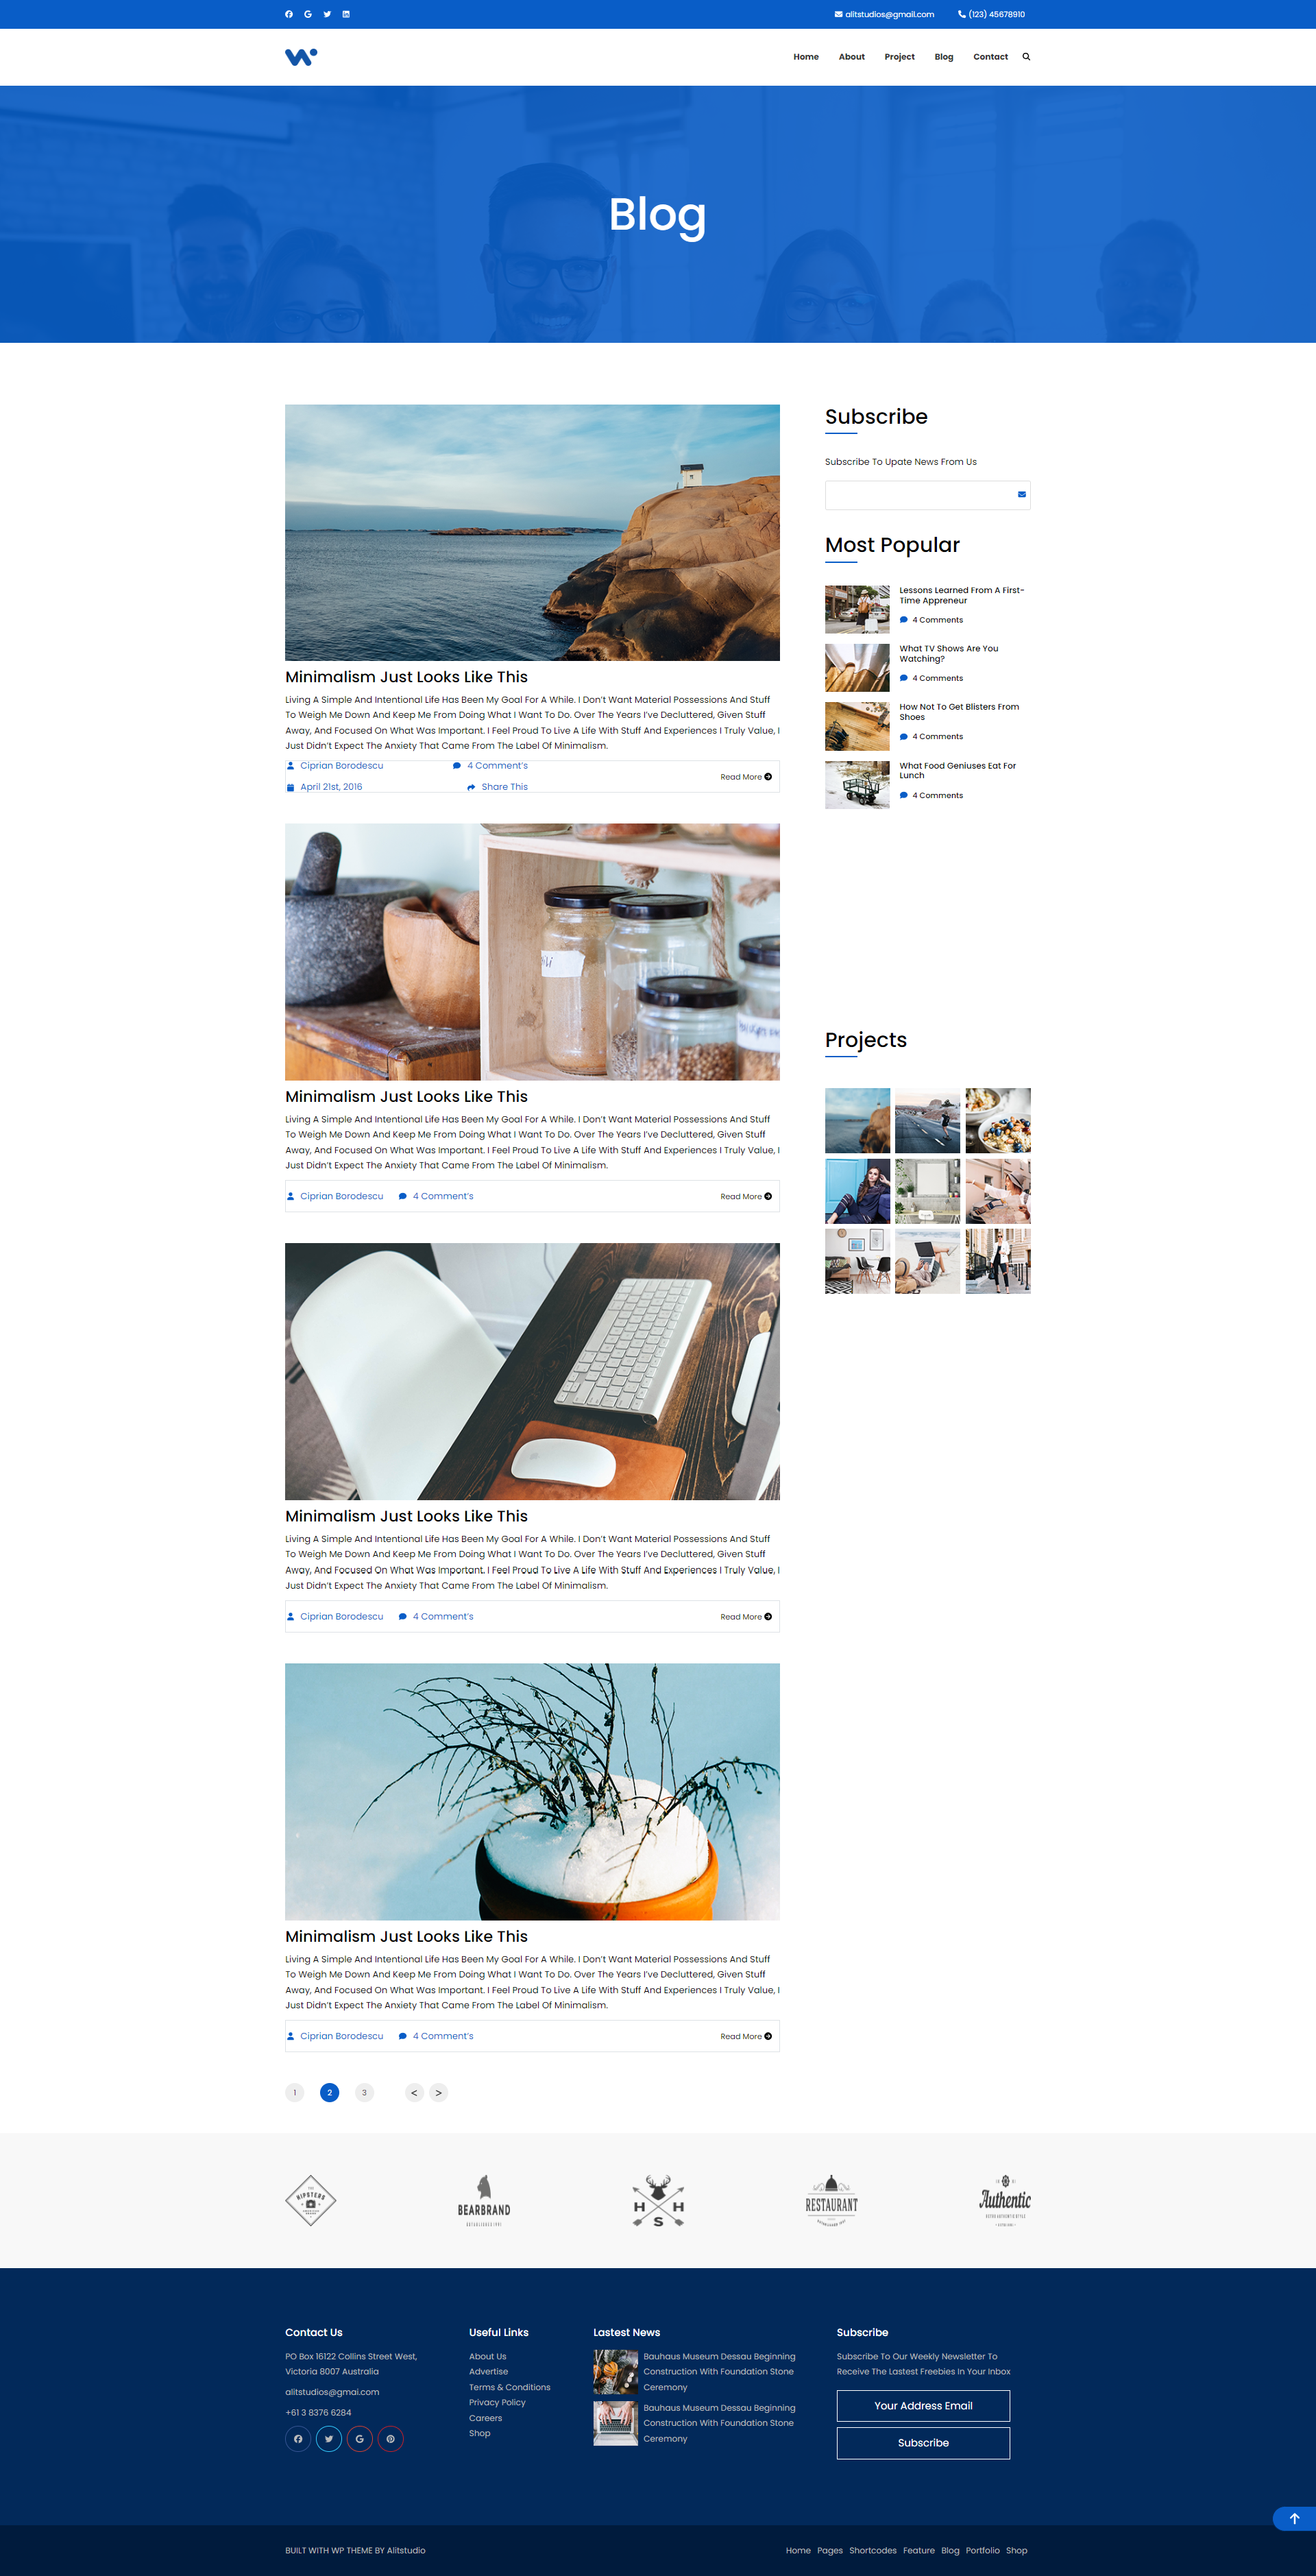 alitstudios@gmail.com (123) 45678910
Home About Project Blog Contact
Blog
Minimalism Just Looks Like This
Living A Simple And Intentional Life Has Been My Goal For A While. I Don't Want Material Possessions And Stuff
To Weigh Me Down And Keep Me From Doing What I Want To Do. Over The Years I've Decluttered, Given Stuff
Away, And Focused On What Was Important. I Feel Proud To Live A Life With Stuff And Experiences I Truly Value, I
Just Didn't Expect The Anxiety That Came From The Label Of Minimalism.
Ciprian Borodescu 4 Comment's
Read More
April 21st, 2016 Share This
Minimalism Just Looks Like This
Living A Simple And Intentional Life Has Been My Goal For A While. I Don't Want Material Possessions And Stuff
To Weigh Me Down And Keep Me From Doing What I Want To Do. Over The Years I've Decluttered, Given Stuff
Away, And Focused On What Was Important. I Feel Proud To Live A Life With Stuff And Experiences I Truly Value, I
Just Didn't Expect The Anxiety That Came From The Label Of Minimalism.
Ciprian Borodescu 4 Comment's Read More
Minimalism Just Looks Like This
Living A Simple And Intentional Life Has Been My Goal For A While. I Don't Want Material Possessions And Stuff
To Weigh Me Down And Keep Me From Doing What I Want To Do. Over The Years I've Decluttered, Given Stuff
Away, And Focused On What Was Important. I Feel Proud To Live A Life With Stuff And Experiences I Truly Value, I
Just Didn't Expect The Anxiety That Came From The Label Of Minimalism.
Ciprian Borodescu 4 Comment's Read More
Minimalism Just Looks Like This
Living A Simple And Intentional Life Has Been My Goal For A While. I Don't Want Material Possessions And Stuff
To Weigh Me Down And Keep Me From Doing What I Want To Do. Over The Years I've Decluttered, Given Stuff
Away, And Focused On What Was Important. I Feel Proud To Live A Life With Stuff And Experiences I Truly Value, I
Just Didn't Expect The Anxiety That Came From The Label Of Minimalism.
Ciprian Borodescu 4 Comment's Read More
1 2 3 < >
Subscribe
Subscribe To Upate News From Us
Most Popular
Lessons Learned From A First-
Time Appreneur
4 Comments
What TV Shows Are You
Watching?
4 Comments
How Not To Get Blisters From
Shoes
4 Comments
What Food Geniuses Eat For
Lunch
4 Comments
Projects
HIPSTERS
BEARBRAND
H H
S
RESTAURANT
Authentic
Contact Us
PO Box 16122 Collins Street West,
Victoria 8007 Australia
alitstudios@gmai.com
+61 3 8376 6284
Useful Links
About Us
Advertise
Terms & Conditions
Privacy Policy
Careers
Shop
Lastest News
Bauhaus Museum Dessau Beginning
Construction With Foundation Stone
Ceremony
Bauhaus Museum Dessau Beginning
Construction With Foundation Stone
Ceremony
Subscribe
Subscribe To Our Weekly Newsletter To
Receive The Lastest Freebies In Your Inbox
Your Address Email
Subscribe
BUILT WITH WP THEME BY Alitstudio
Home Pages Shortcodes Feature Blog Portfolio Shop